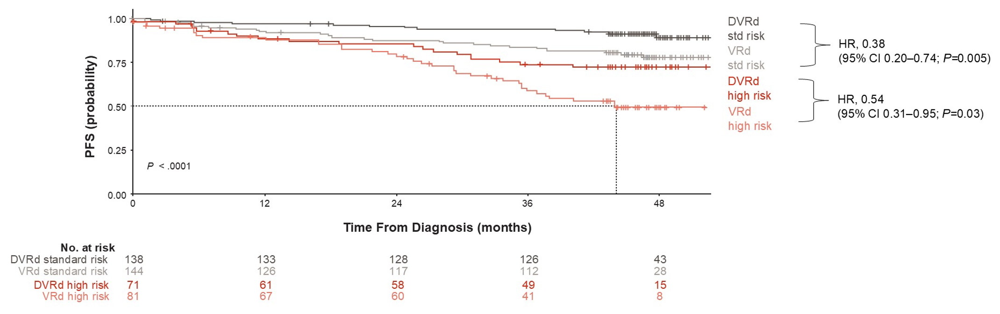 1.00
0.75
0.50
0.25
0.00
PFS (probability)
P < .0001
0 12 24 36 48
Time From Diagnosis (months)
DVRd
std risk
VRd
std risk
DVRd
high risk
VRd
high risk
HR, 0.38
(95% CI 0.20–0.74; P=0.005)
HR, 0.54
(95% CI 0.31–0.95; P=0.03)
No. at risk
DVRd standard risk 138 133 128 126 43
VRd standard risk 144 126 117 112 28
DVRd high risk 71 61 58 49 15
VRd high risk 81 67 60 41 8